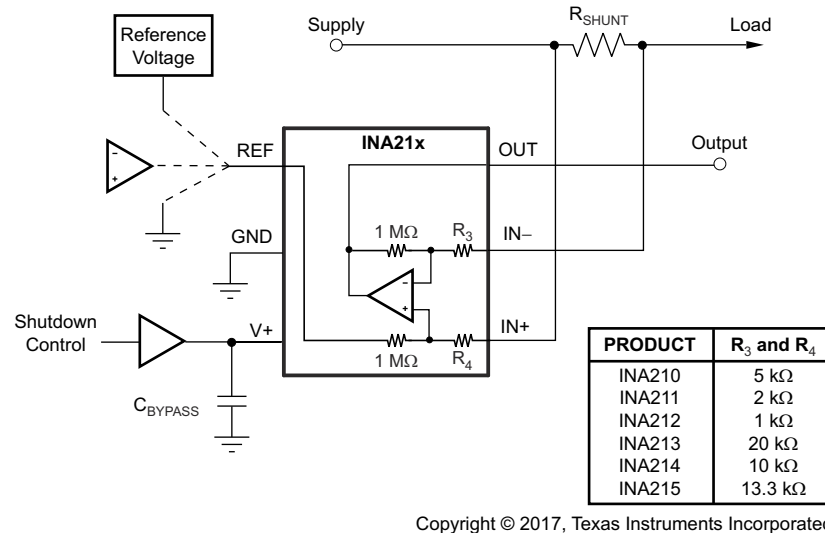 Reference
Voltage
Supply
R_SHUNT
Load
REF
INA21x
OUT
Output
1 MΩ
R₃
IN−
GND
-
+
-
+
Shutdown
Control
V+
1 MΩ
R₄
IN+
C_BYPASS
PRODUCT R₃ and R₄
INA210 5 kΩ
INA211 2 kΩ
INA212 1 kΩ
INA213 20 kΩ
INA214 10 kΩ
INA215 13.3 kΩ
Copyright © 2017, Texas Instruments Incorporated